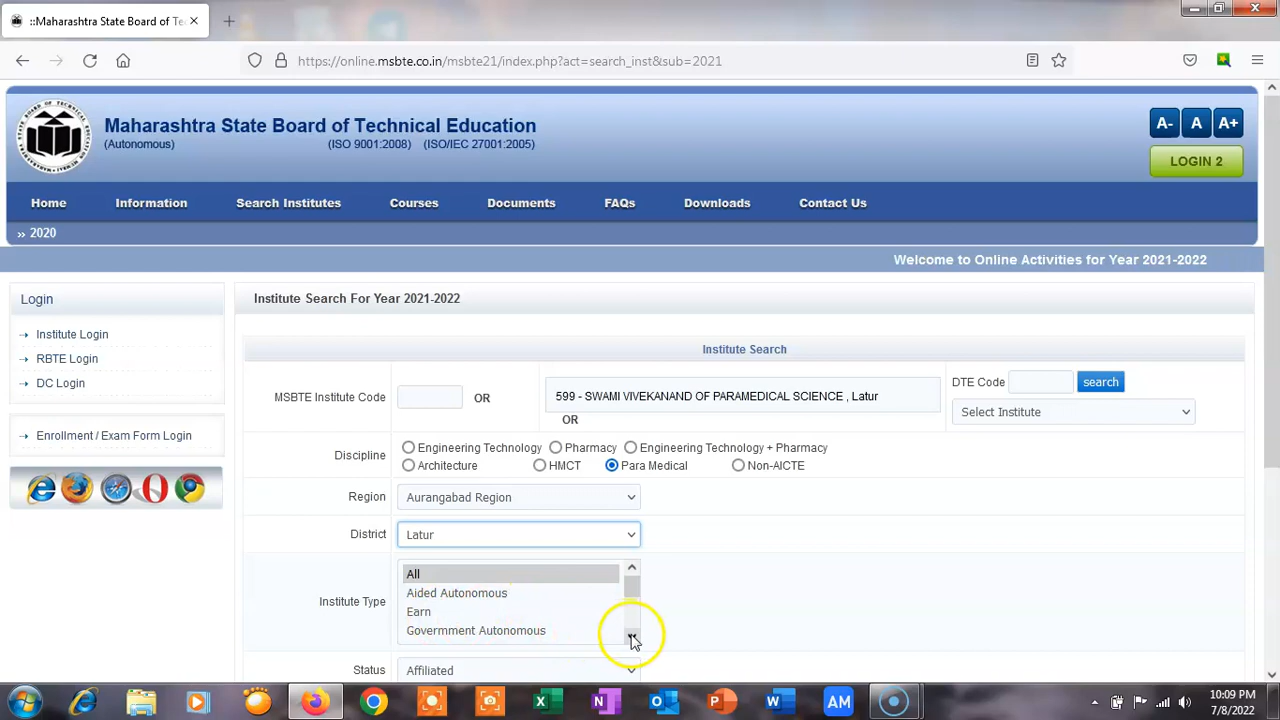 ::Maharashtra State Board of Te
https://online.msbte.co.in/msbte21/index.php
ct=search_inst&sub=2021
Maharashtra State Board of Technical Education
(Autonomous) (ISO 9001:2008) (ISO/IEC 27001:2005)
A- A A+
LOGIN 2
Home Information Search Institutes Courses Documents FAQs Downloads Contact Us
›› 2020
Welcome to Online Activities for Year 2021-2022
Login
Institute Login
RBTE Login
DC Login
Enrollment / Exam Form Login
Institute Search For Year 2021-2022
Institute Search
MSBTE Institute Code OR 599 - SWAMI VIVEKANAND OF PARAMEDICAL SCIENCE , Latur
OR
DTE Code search
Select Institute
Discipline
Engineering Technology Pharmacy Engineering Technology + Pharmacy
Architecture HMCT Para Medical Non-AICTE
Region Aurangabad Region
District Latur
Institute Type
All
Aided Autonomous
Earn
Govermment Autonomous
Status Affiliated
AM
10:09 PM
7/8/2022